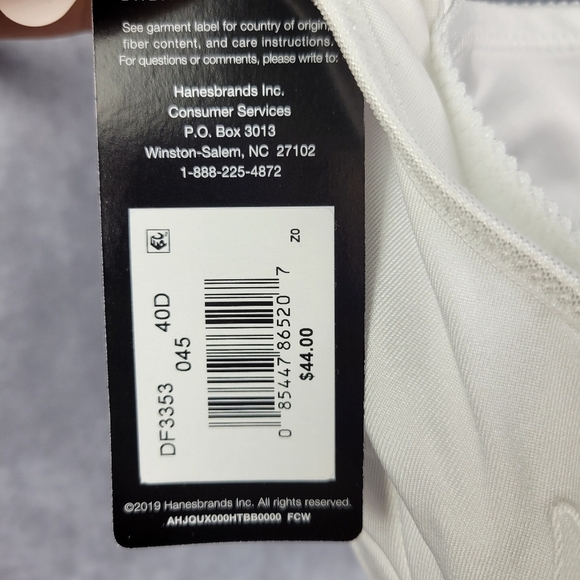 See garment label for country of origin,
fiber content, and care instructions.
For questions or comments, please write to:
Hanesbrands Inc.
Consumer Services
P.O. Box 3013
Winston-Salem, NC 27102
1-888-225-4872
DF3353 40D
045
0 85447 86520 7
$44.00
Z0
©2019 Hanesbrands Inc. All rights reserved.
AHJQUX000HTBB0000 FCW